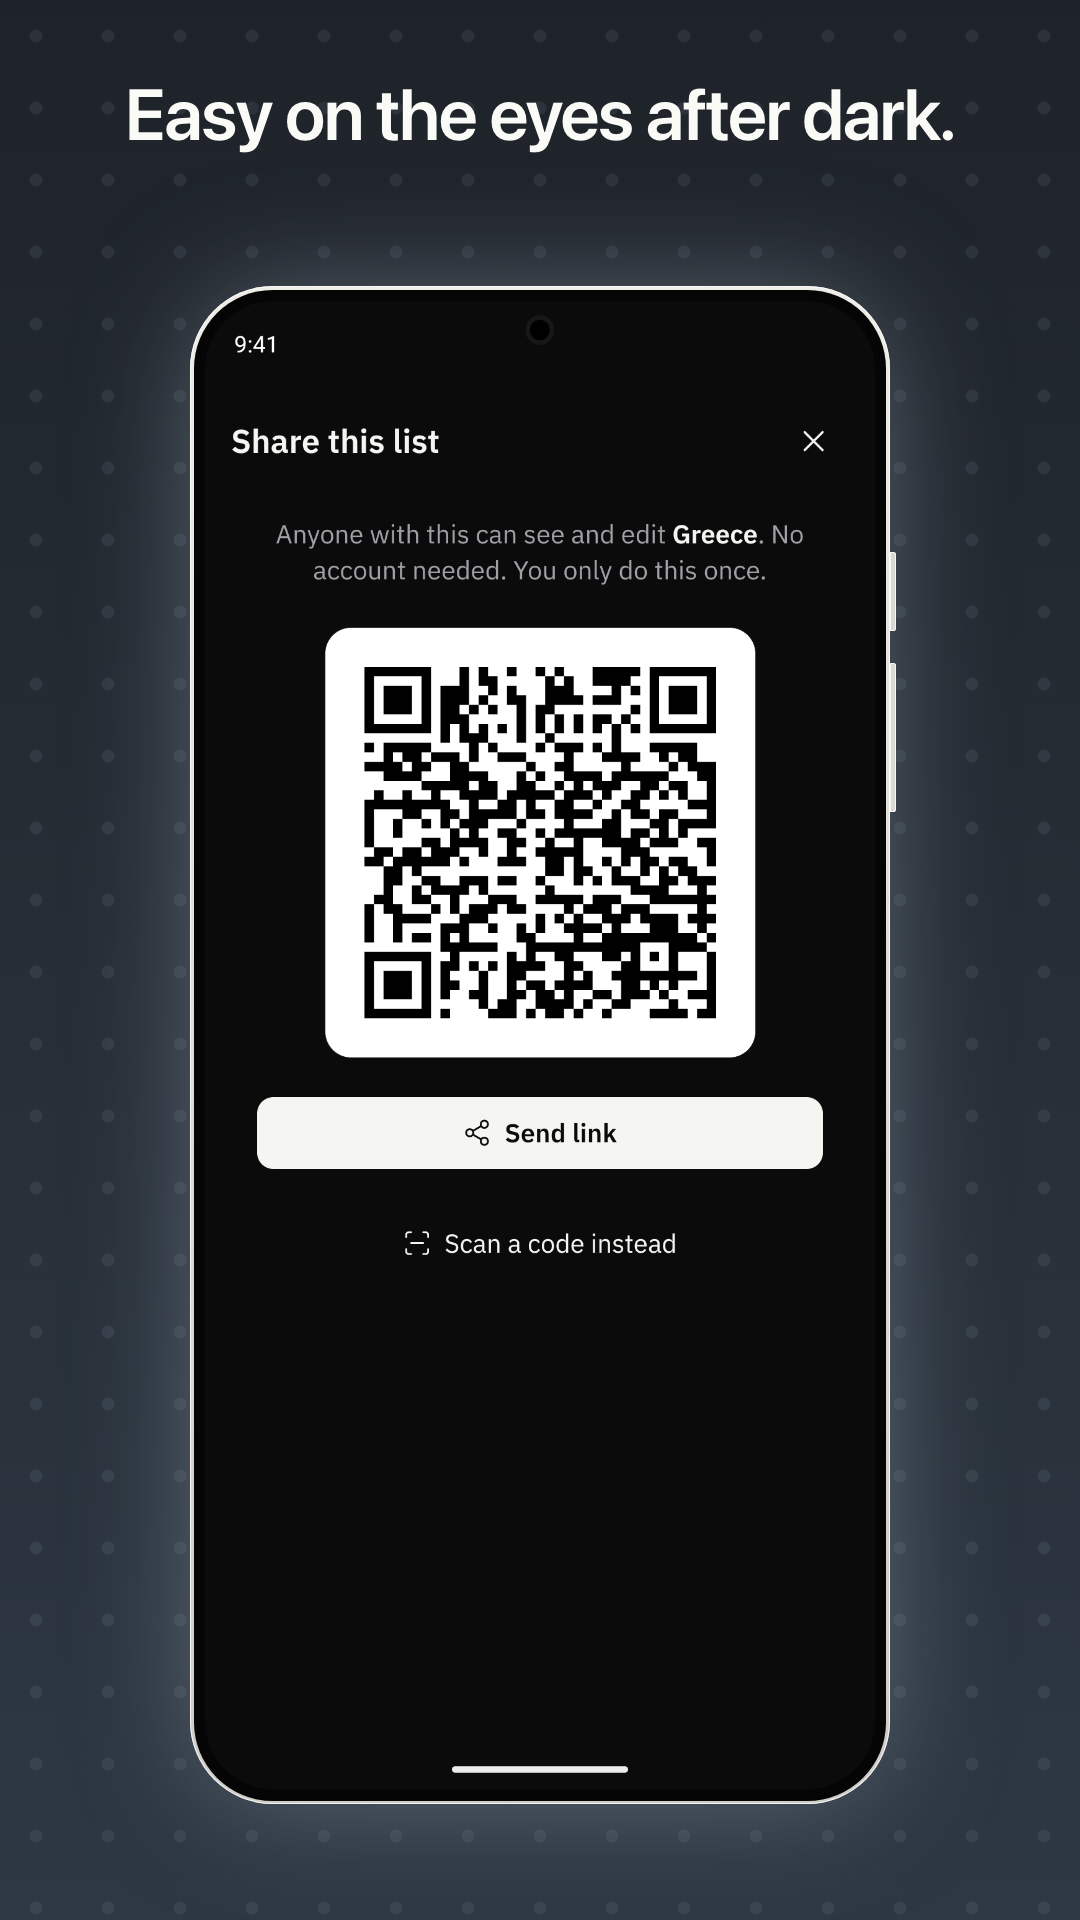 Easy on the eyes after dark.
9:41
Share this list
Anyone with this can see and edit Greece. No
account needed. You only do this once.
Send link
Scan a code instead